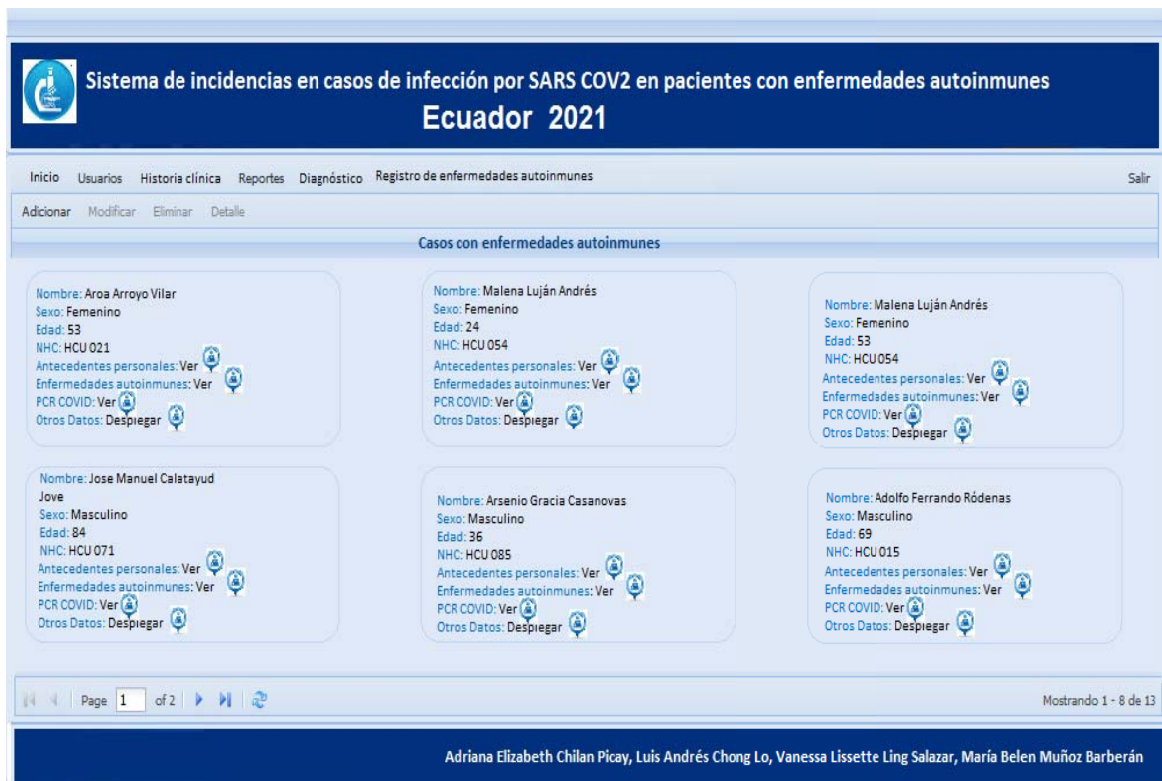 Sistema de incidencias en casos de infección por SARS COV2 en pacientes con enfermedades autoinmunes
Ecuador 2021
Inicio Usuarios Historia clínica Reportes Diagnóstico Registro de enfermedades autoinmunes Salir
Adicionar Modificar Eliminar Detalle
Casos con enfermedades autoinmunes
Nombre: Aroa Arroyo Vilar
Sexo: Femenino
Edad: 53
NHC: HCU 021
Antecedentes personales: Ver
Enfermedades autoinmunes: Ver
PCR COVID: Ver
Otros Datos: Despiegar
Nombre: Malena Luján Andrés
Sexo: Femenino
Edad: 24
NHC: HCU 054
Antecedentes personales: Ver
Enfermedades autoinmunes: Ver
PCR COVID: Ver
Otros Datos: Despiegar
Nombre: Malena Luján Andrés
Sexo: Femenino
Edad: 53
NHC: HCU 054
Antecedentes personales: Ver
Enfermedades autoinmunes: Ver
PCR COVID: Ver
Otros Datos: Despiegar
Nombre: Jose Manuel Calatayud
Jove
Sexo: Masculino
Edad: 84
NHC: HCU 071
Antecedentes personales: Ver
Enfermedades autoinmunes: Ver
PCR COVID: Ver
Otros Datos: Despiegar
Nombre: Arsenio Gracia Casanovas
Sexo: Masculino
Edad: 36
NHC: HCU 085
Antecedentes personales: Ver
Enfermedades autoinmunes: Ver
PCR COVID: Ver
Otros Datos: Despiegar
Nombre: Adolfo Ferrando Ródenas
Sexo: Masculino
Edad: 69
NHC: HCU 015
Antecedentes personales: Ver
Enfermedades autoinmunes: Ver
PCR COVID: Ver
Otros Datos: Despiegar
Page 1 of 2 Mostrando 1 - 8 de 13
Adriana Elizabeth Chilan Picay, Luis Andrés Chong Lo, Vanessa Lissette Ling Salazar, María Belen Muñoz Barberán